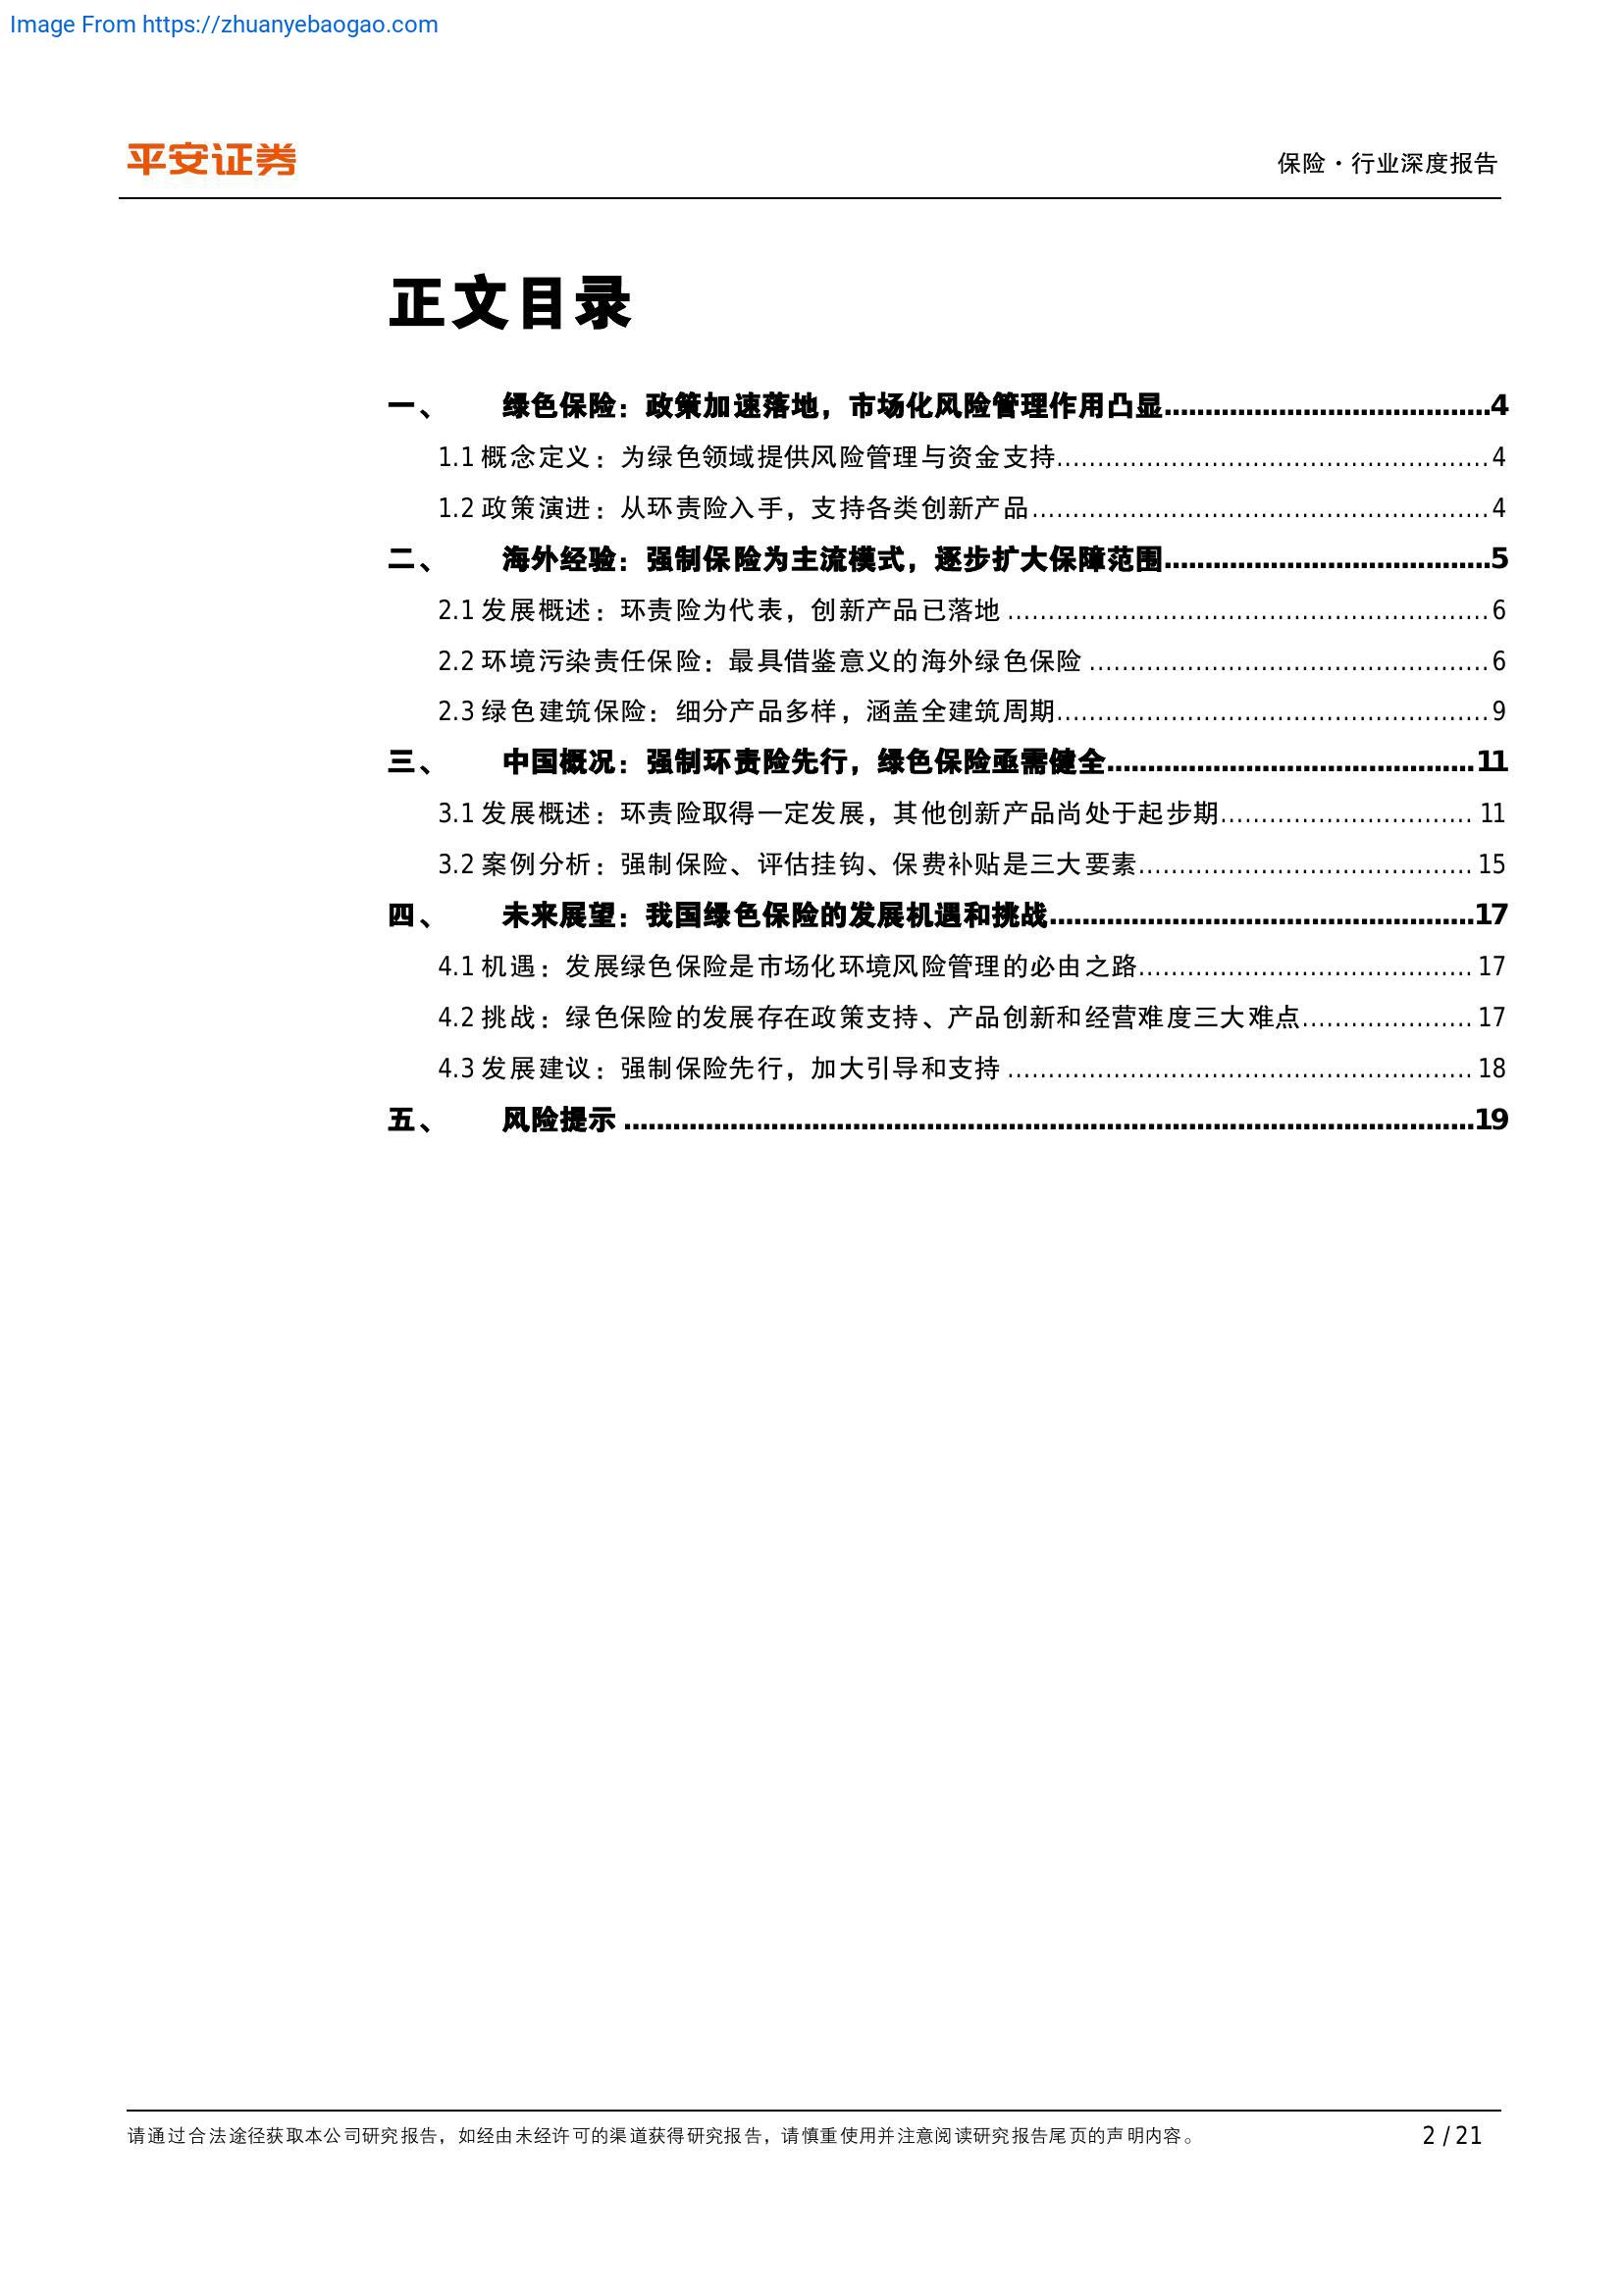 Image From https://zhuanyebaogao.com
平安证券
保险·行业深度报告
正文目录
一、 绿色保险：政策加速落地，市场化风险管理作用凸显........................................4
1.1 概念定义：为绿色领域提供风险管理与资金支持.....................................................4
1.2 政策演进：从环责险入手，支持各类创新产品........................................................4
二、 海外经验：强制保险为主流模式，逐步扩大保障范围........................................5
2.1 发展概述：环责险为代表，创新产品已落地 ...........................................................6
2.2 环境污染责任保险：最具借鉴意义的海外绿色保险 .................................................6
2.3 绿色建筑保险：细分产品多样，涵盖全建筑周期.....................................................9
三、 中国概况：强制环责险先行，绿色保险亟需健全.............................................11
3.1 发展概述：环责险取得一定发展，其他创新产品尚处于起步期............................... 11
3.2 案例分析：强制保险、评估挂钩、保费补贴是三大要素......................................... 15
四、 未来展望：我国绿色保险的发展机遇和挑战....................................................17
4.1 机遇：发展绿色保险是市场化环境风险管理的必由之路......................................... 17
4.2 挑战：绿色保险的发展存在政策支持、产品创新和经营难度三大难点..................... 17
4.3 发展建议：强制保险先行，加大引导和支持 ......................................................... 18
五、 风险提示 ........................................................................................................19
请通过合法途径获取本公司研究报告，如经由未经许可的渠道获得研究报告，请慎重使用并注意阅读研究报告尾页的声明内容。
2 / 21